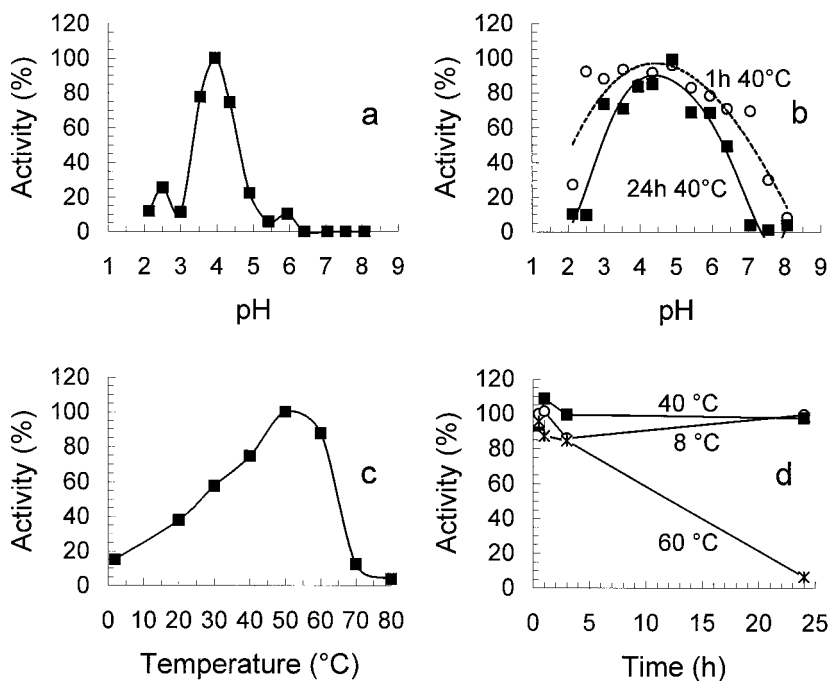 120
100
80
60
40
20
0
Activity (%)
a
1 2 3 4 5 6 7 8 9
pH
120
100
80
60
40
20
0
Activity (%)
1h 40°C
b
24h 40°C
1 2 3 4 5 6 7 8 9
pH
120
100
80
60
40
20
0
Activity (%)
c
0 10 20 30 40 50 60 70 80
Temperature (°C)
120
100
80
60
40
20
0
Activity (%)
40 °C
8 °C
d
60 °C
0 5 10 15 20 25
Time (h)